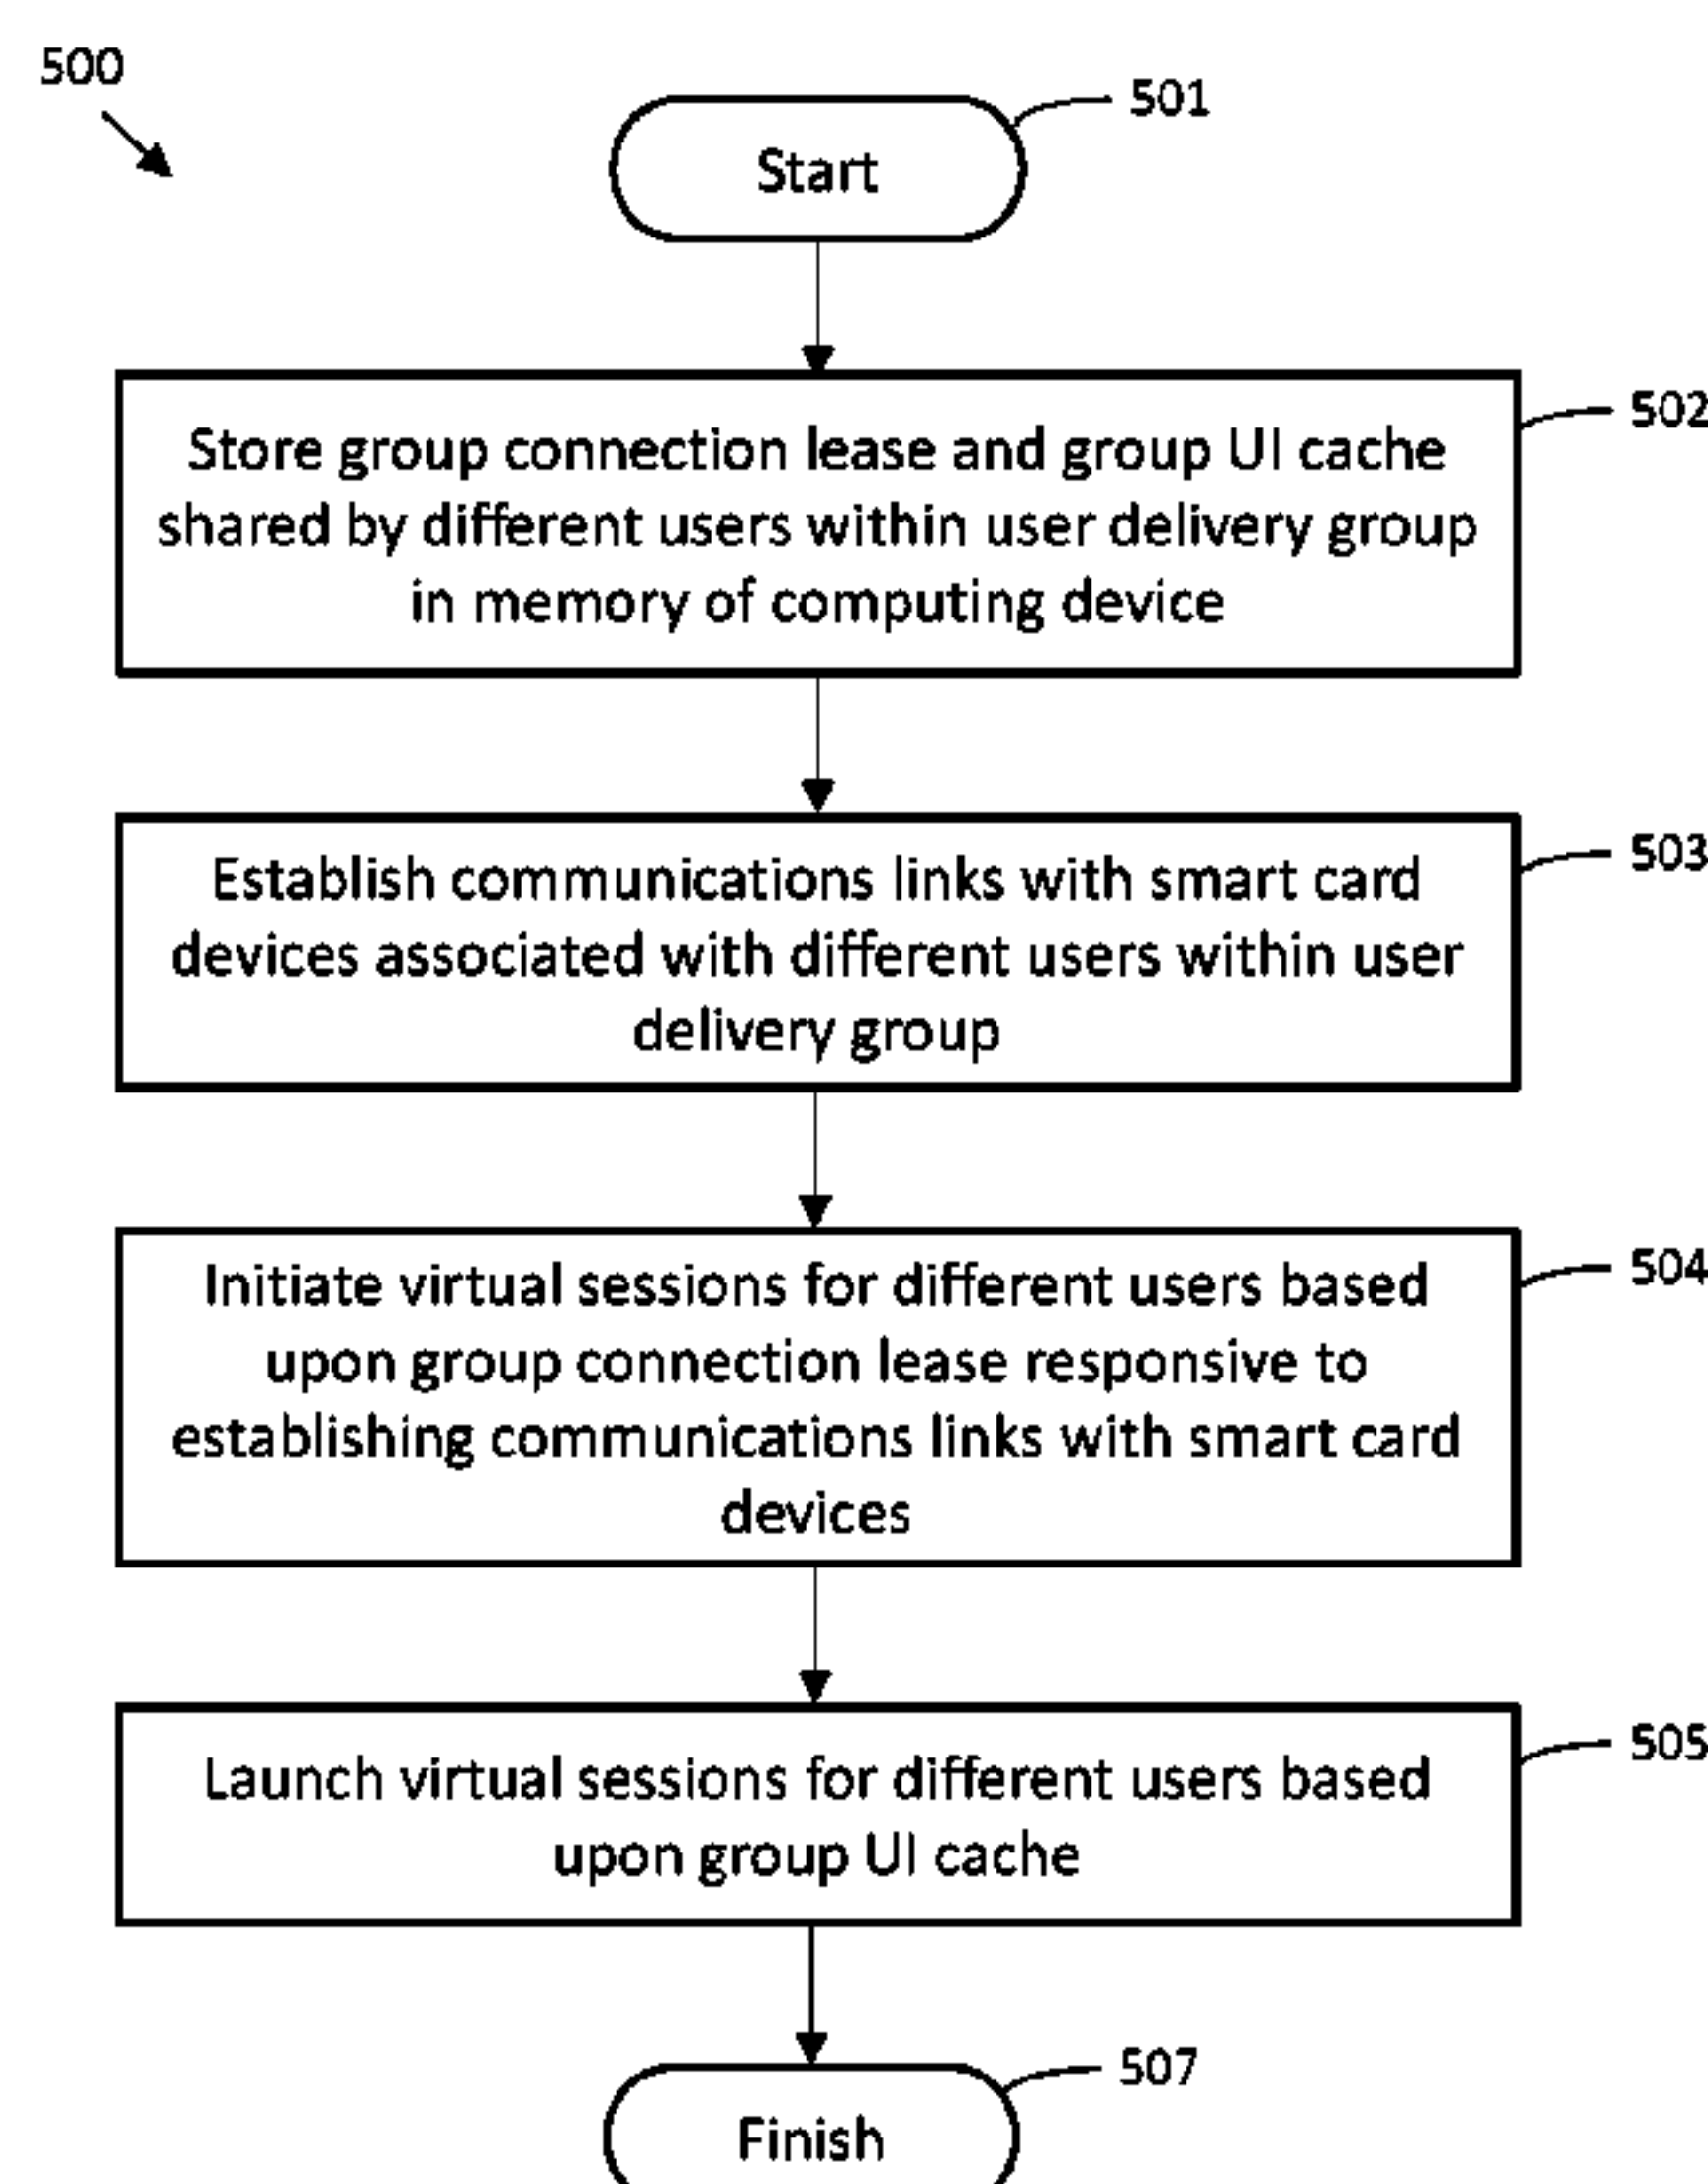 500
501
Start
502
Store group connection lease and group UI cache
shared by different users within user delivery group
in memory of computing device
503
Establish communications links with smart card
devices associated with different users within user
delivery group
504
Initiate virtual sessions for different users based
upon group connection lease responsive to
establishing communications links with smart card
devices
505
Launch virtual sessions for different users based
upon group UI cache
507
Finish